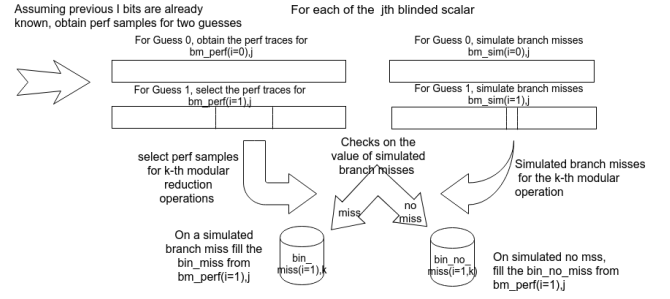 Assuming previous I bits are already
known, obtain perf samples for two guesses
For each of the jth blinded scalar
For Guess 0, obtain the perf traces for
bm_perf(i=0),j
For Guess 0, simulate branch misses
bm_sim(i=0),j
For Guess 1, select the perf traces for
bm_perf(i=1),j
For Guess 1, simulate branch misses
bm_sim(i=1),j
select perf samples
for k-th modular
reduction
operations
Checks on the
value of simulated
branch misses
Simulated branch misses
for the k-th modular
operation
miss
no
miss
On a simulated
branch miss fill the
bin_miss from
bm_perf(i=1),j
bin_
miss(i=1),k
bin_no_
miss(i=1,k)
On simulated no mss,
fill the bin_no_miss from
bm_perf(i=1),j